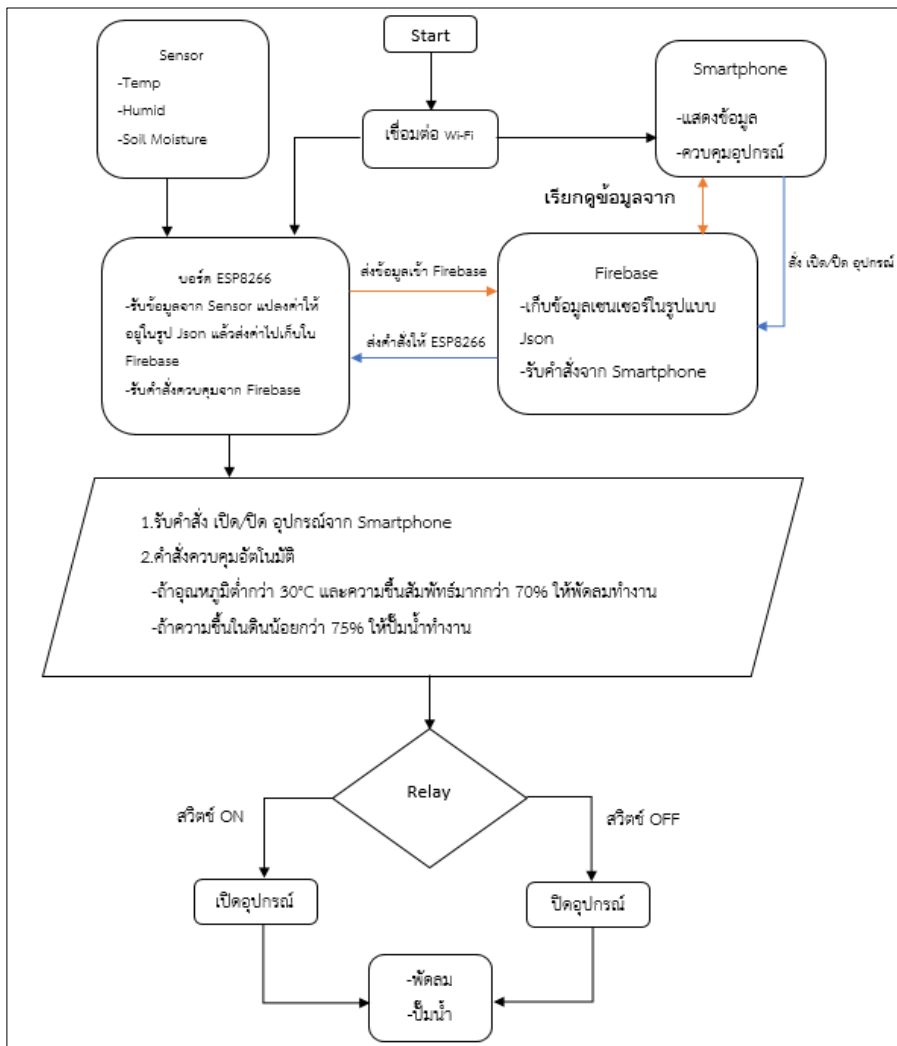 Start
Sensor
-Temp
-Humid
-Soil Moisture
เชื่อมต่อ Wi-Fi
Smartphone
-แสดงข้อมูล
-ควบคุมอุปกรณ์
เรียกดูข้อมูลจาก
สั่ง เปิด/ปิด อุปกรณ์
บอร์ด ESP8266
-รับข้อมูลจาก Sensor แปลงค่าให้
อยู่ในรูป Json แล้วส่งค่าไปเก็บใน
Firebase
-รับคำสั่งควบคุมจาก Firebase
ส่งข้อมูลเข้า Firebase
ส่งคำสั่งให้ ESP8266
Firebase
-เก็บข้อมูลเซนเซอร์ในรูปแบบ
Json
-รับคำสั่งจาก Smartphone
1.รับคำสั่ง เปิด/ปิด อุปกรณ์จาก Smartphone
2.คำสั่งควบคุมอัตโนมัติ
-ถ้าอุณหภูมิต่ำกว่า 30°C และความชื้นสัมพัทธ์มากกว่า 70% ให้พัดลมทำงาน
-ถ้าความชื้นในดินน้อยกว่า 75% ให้ปั๊มน้ำทำงาน
Relay
สวิตช์ ON
สวิตช์ OFF
เปิดอุปกรณ์
ปิดอุปกรณ์
-พัดลม
-ปั๊มน้ำ